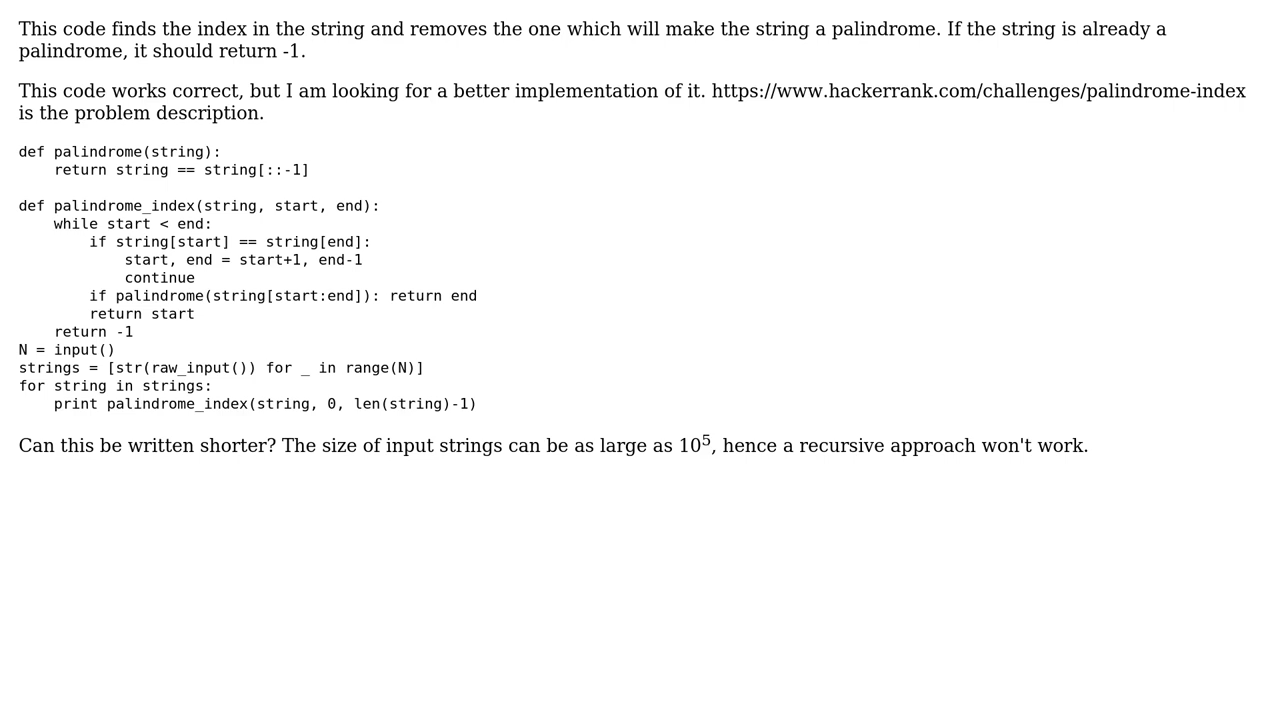 This code finds the index in the string and removes the one which will make the string a palindrome. If the string is already a
palindrome, it should return -1.
This code works correct, but I am looking for a better implementation of it. https://www.hackerrank.com/challenges/palindrome-index
is the problem description.
def palindrome(string):
    return string == string[::-1]
def palindrome_index(string, start, end):
    while start < end:
        if string[start] == string[end]:
            start, end = start+1, end-1
            continue
        if palindrome(string[start:end]): return end
        return start
    return -1
N = input()
strings = [str(raw_input()) for _ in range(N)]
for string in strings:
    print palindrome_index(string, 0, len(string)-1)
Can this be written shorter? The size of input strings can be as large as 10⁵, hence a recursive approach won't work.